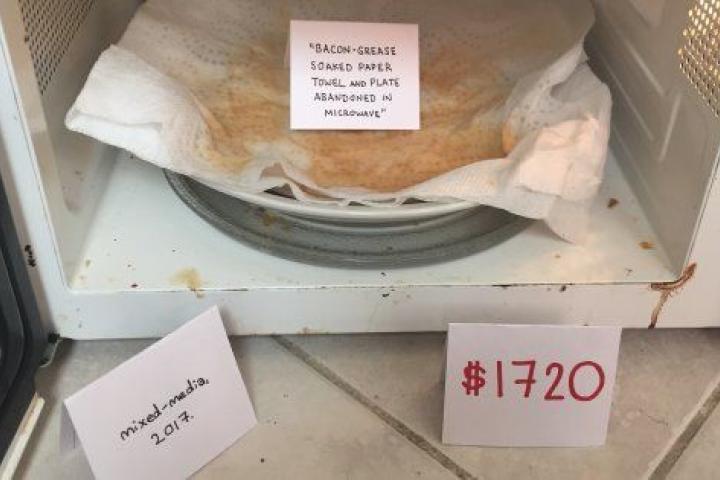 "BACON-GREASE
SOAKED PAPER
TOWEL AND PLATE
ABANDONED IN
MICROWAVE"
mixed-media,
2017.
$1720